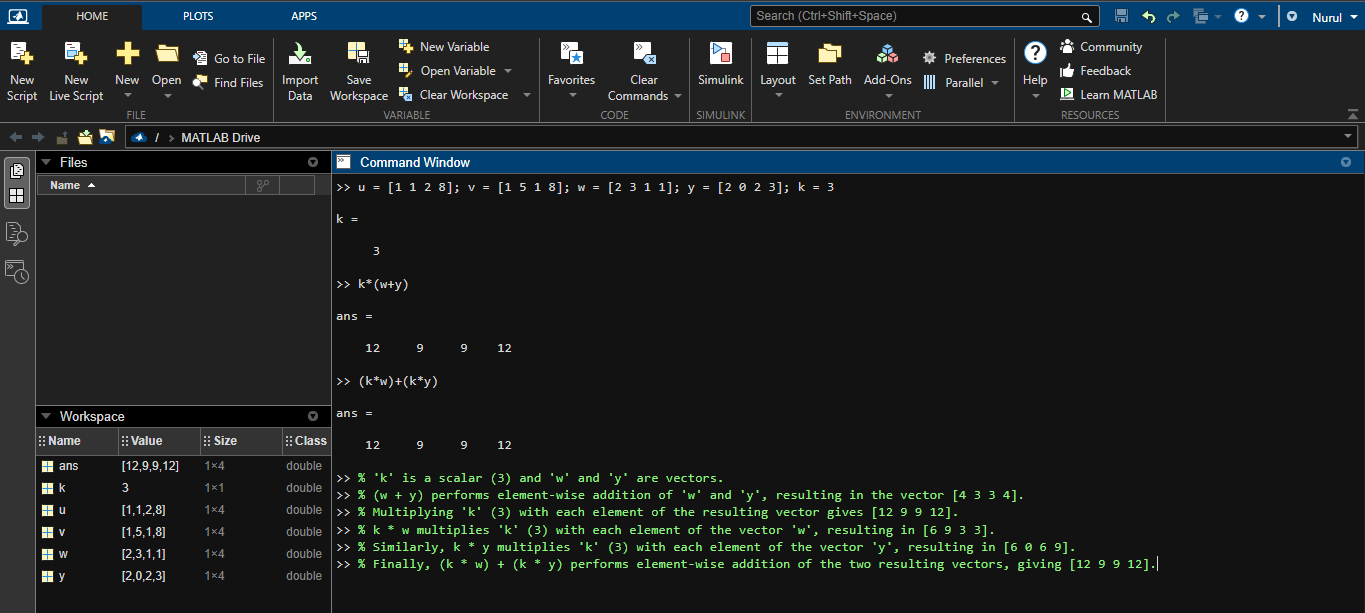 HOME PLOTS APPS
Search (Ctrl+Shift+Space)
Nurul
New Script
New Live Script
New
Open
Go to File
Find Files
FILE
Import Data
Save Workspace
New Variable
Open Variable
Clear Workspace
VARIABLE
Favorites
Clear Commands
CODE
Simulink
SIMULINK
Layout
Set Path
Add-Ons
Preferences
Parallel
ENVIRONMENT
Help
Community
Feedback
Learn MATLAB
RESOURCES
/ MATLAB Drive
Files
Name
Workspace
Name Value Size Class
ans [12,9,9,12] 1×4 double
k 3 1×1 double
u [1,1,2,8] 1×4 double
v [1,5,1,8] 1×4 double
w [2,3,1,1] 1×4 double
y [2,0,2,3] 1×4 double
Command Window
>> u = [1 1 2 8]; v = [1 5 1 8]; w = [2 3 1 1]; y = [2 0 2 3]; k = 3
k =
3
>> k*(w+y)
ans =
12 9 9 12
>> (k*w)+(k*y)
ans =
12 9 9 12
>> % 'k' is a scalar (3) and 'w' and 'y' are vectors.
>> % (w + y) performs element-wise addition of 'w' and 'y', resulting in the vector [4 3 3 4].
>> % Multiplying 'k' (3) with each element of the resulting vector gives [12 9 9 12].
>> % k * w multiplies 'k' (3) with each element of the vector 'w', resulting in [6 9 3 3].
>> % Similarly, k * y multiplies 'k' (3) with each element of the vector 'y', resulting in [6 0 6 9].
>> % Finally, (k * w) + (k * y) performs element-wise addition of the two resulting vectors, giving [12 9 9 12].